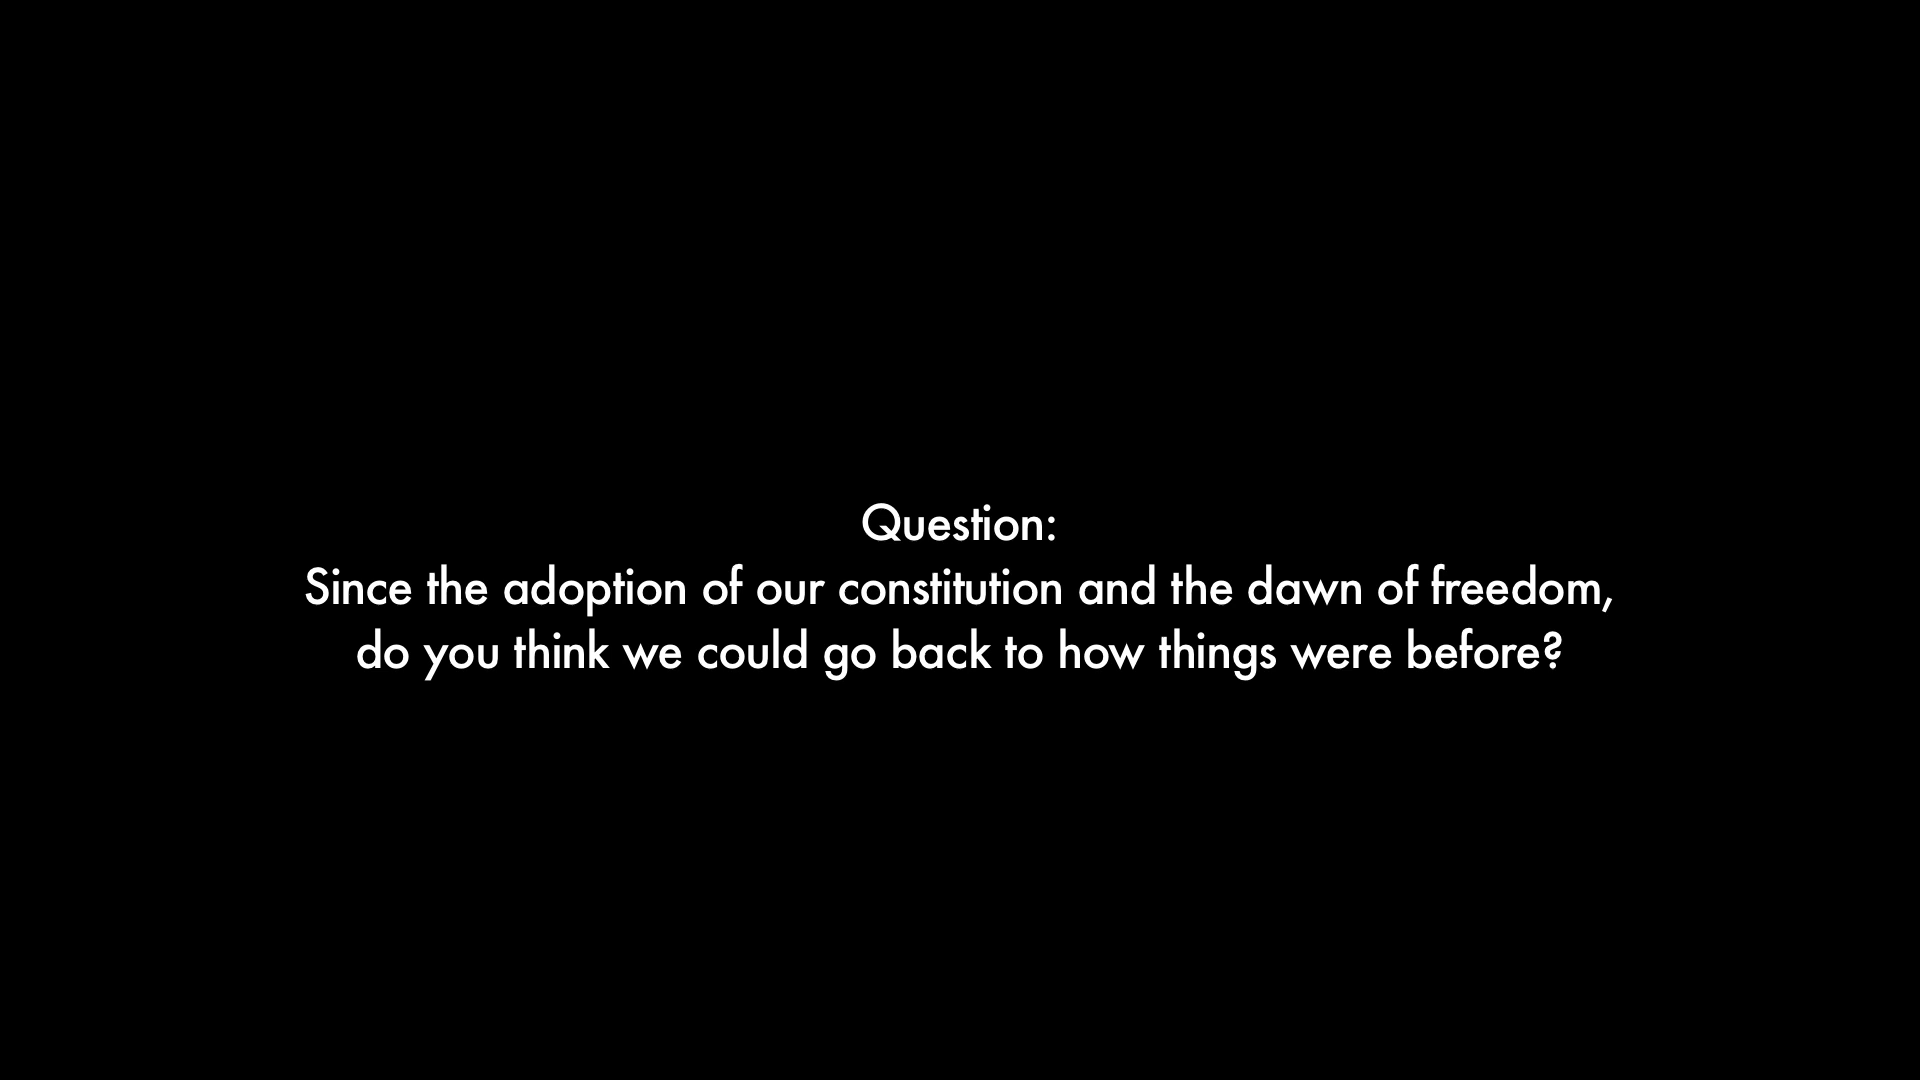 Question:
Since the adoption of our constitution and the dawn of freedom,
do you think we could go back to how things were before?